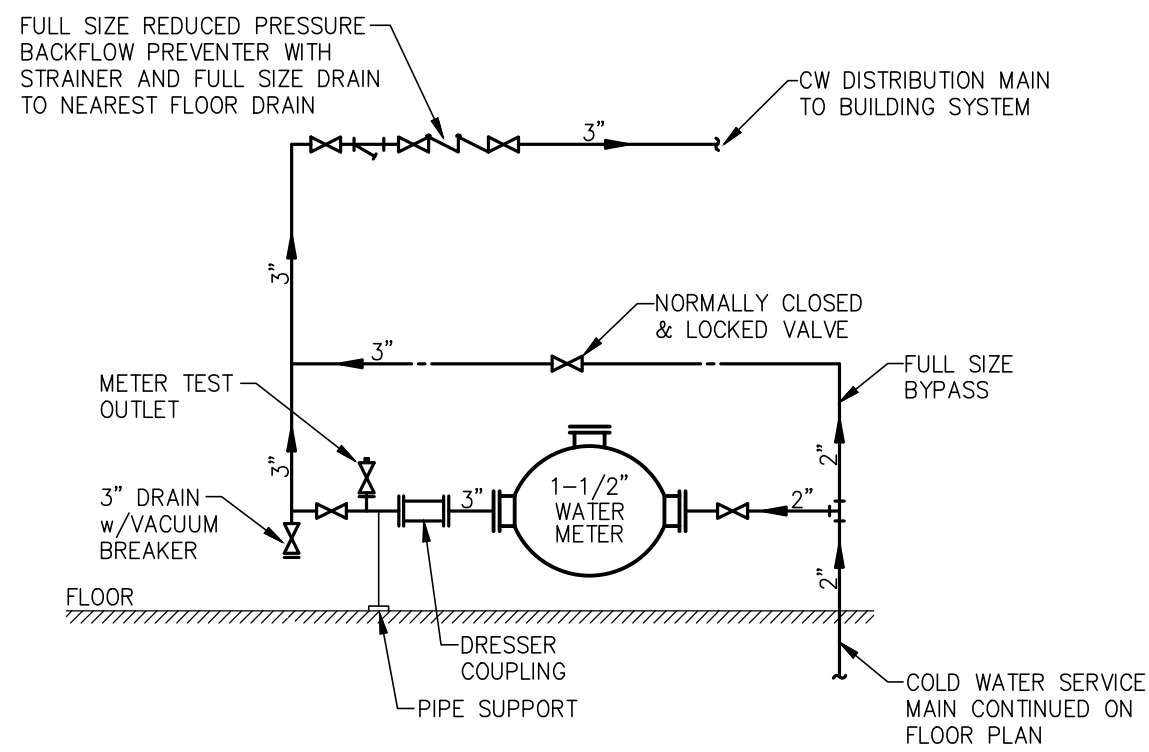 FULL SIZE REDUCED PRESSURE
BACKFLOW PREVENTER WITH
STRAINER AND FULL SIZE DRAIN
TO NEAREST FLOOR DRAIN
CW DISTRIBUTION MAIN
TO BUILDING SYSTEM
3"
3"
NORMALLY CLOSED
& LOCKED VALVE
3"
FULL SIZE
BYPASS
METER TEST
OUTLET
3"
2"
3" DRAIN
w/VACUUM
BREAKER
3"
1-1/2"
WATER
METER
2"
2"
FLOOR
DRESSER
COUPLING
PIPE SUPPORT
COLD WATER SERVICE
MAIN CONTINUED ON
FLOOR PLAN